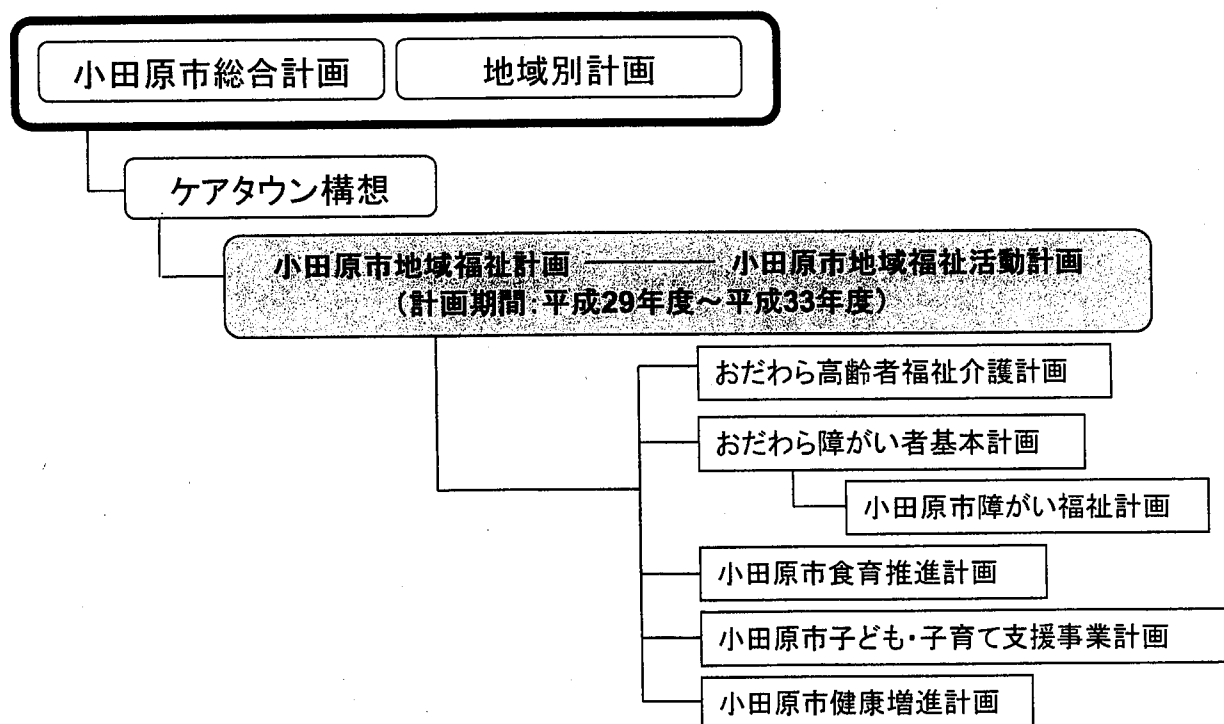 小田原市総合計画 地域別計画
ケアタウン構想
小田原市地域福祉計画 小田原市地域福祉活動計画
(計画期間:平成29年度~平成33年度)
おだわら高齢者福祉介護計画
おだわら障がい者基本計画
小田原市障がい福祉計画
小田原市食育推進計画
小田原市子ども・子育て支援事業計画
小田原市健康増進計画